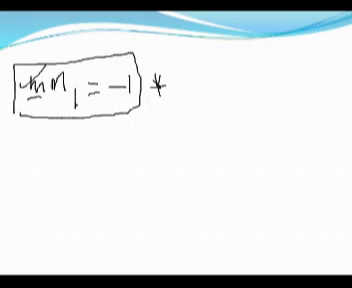 m m₁ = -1 *